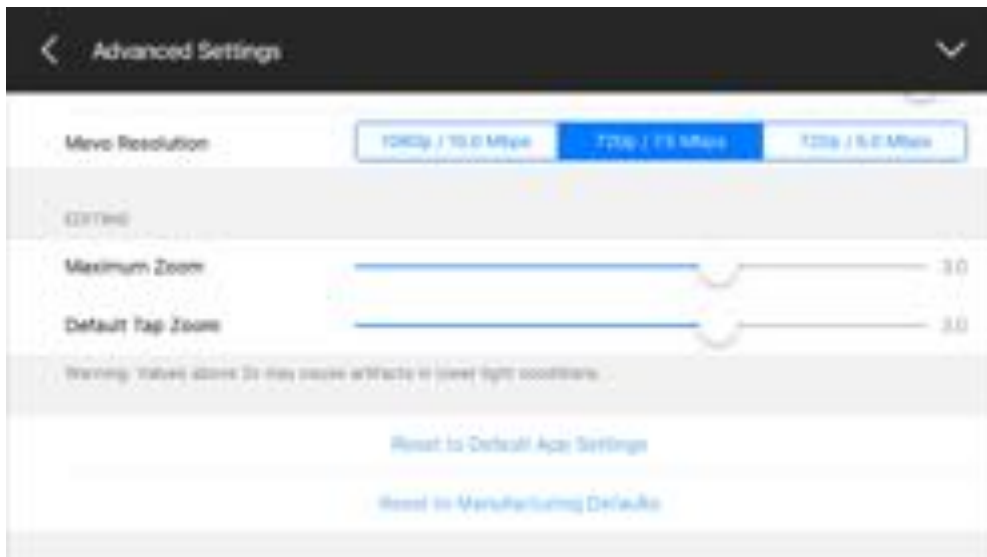 Advanced Settings
Mevo Resolution 1080p / 10.0 Mbps 720p / 7.5 Mbps 720p / 5.0 Mbps
EDITING
Maximum Zoom 3.0
Default Tap Zoom
Warning: Values above 3x may cause artifacts in lower light conditions.
Reset to Default App Settings
Reset to Manufacturing Defaults